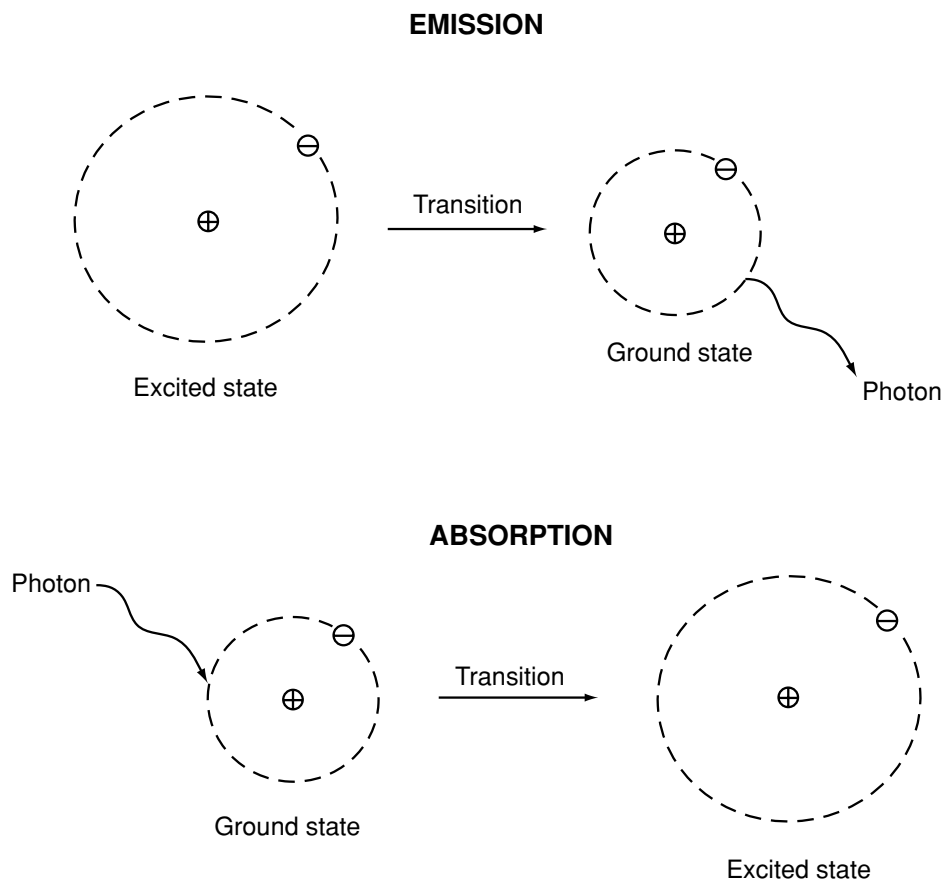 EMISSION
Transition
Ground state
Excited state
Photon
ABSORPTION
Photon
Transition
Ground state
Excited state